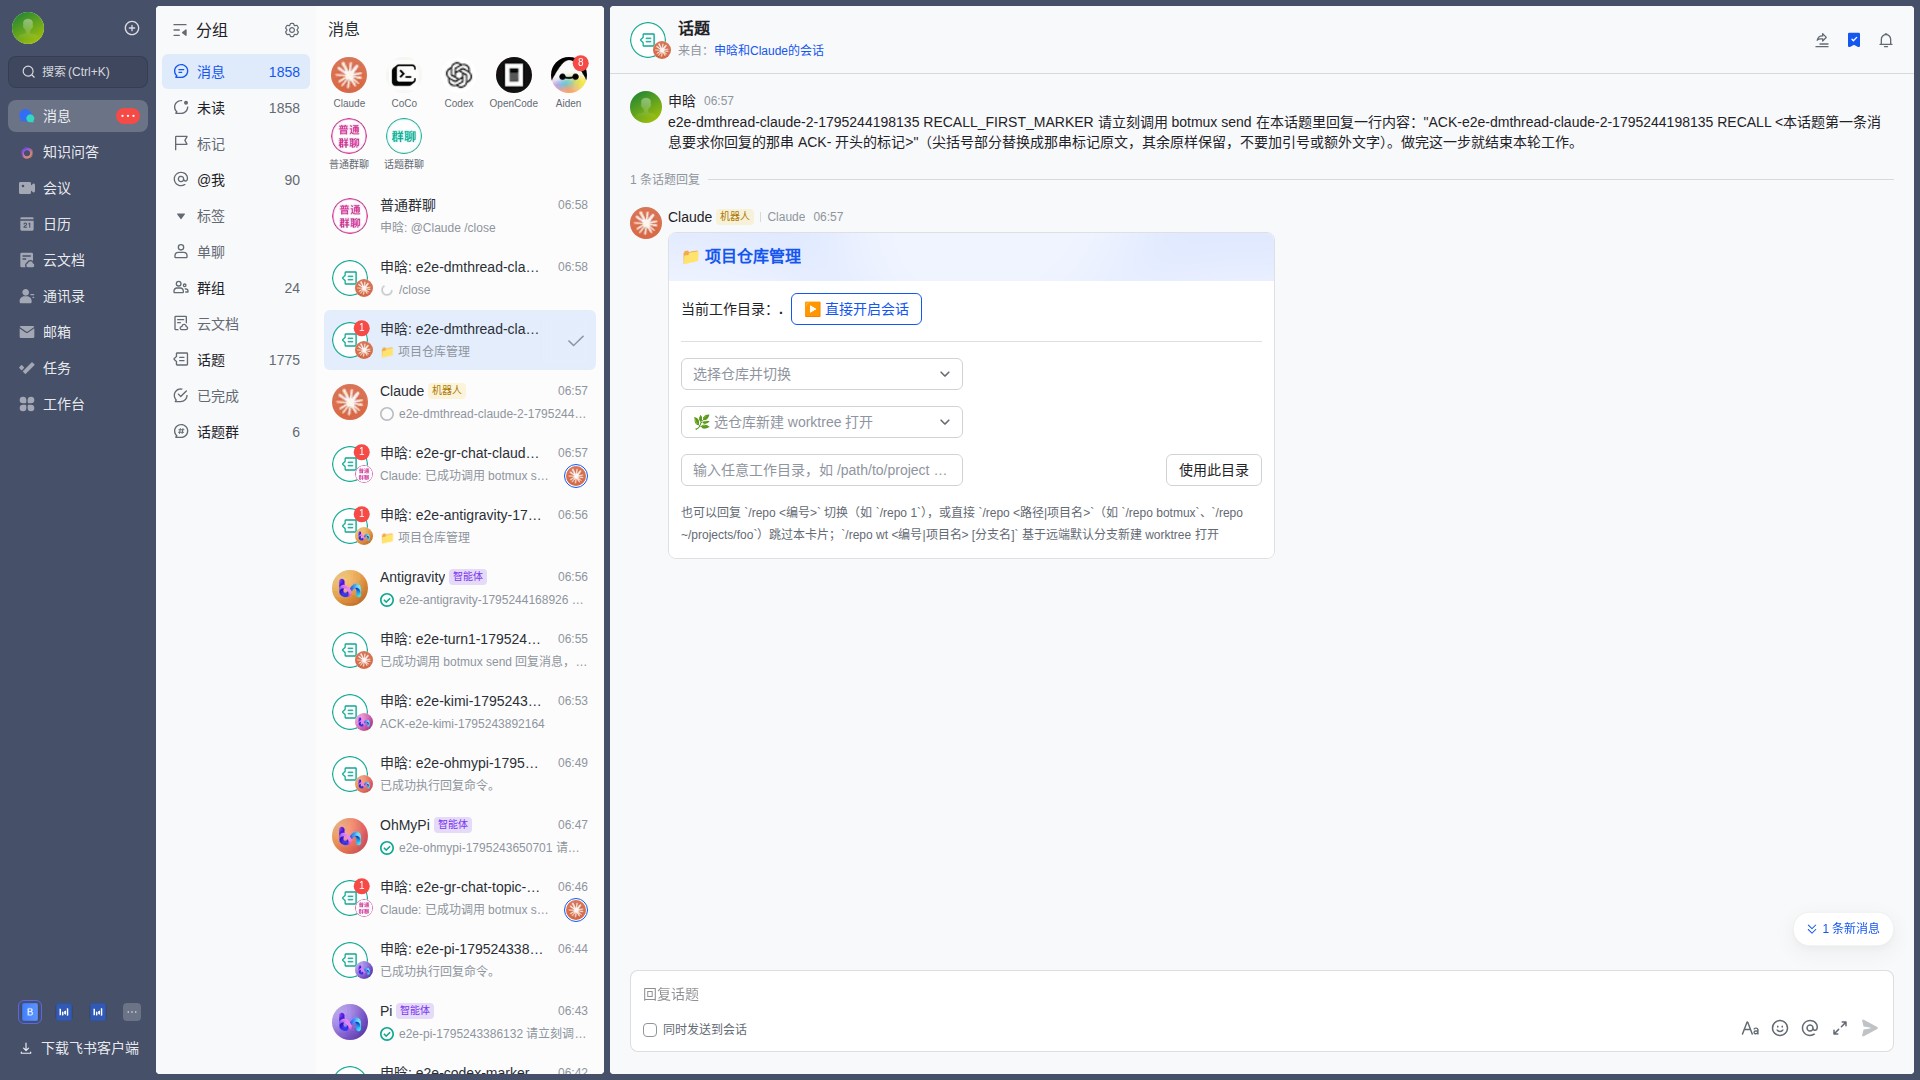 搜索 (Ctrl+K)
消息
知识问答
会议
日历
云文档
通讯录
邮箱
任务
工作台
下载飞书客户端
分组
消息 1858
未读 1858
标记
@我 90
标签
单聊
群组 24
云文档
话题 1775
已完成
话题群 6
消息
8
Claude CoCo Codex OpenCode Aiden
普通群聊 群聊
普通群聊 话题群聊
普通群聊
普通群聊 06:58
申晗: @Claude /close
申晗: e2e-dmthread-cla... 06:58
/close
1
申晗: e2e-dmthread-cla...
📁 项目仓库管理
Claude 机器人 06:57
e2e-dmthread-claude-2-1795244...
1
申晗: e2e-gr-chat-claud... 06:57
Claude: 已成功调用 botmux s...
1
申晗: e2e-antigravity-17... 06:56
📁 项目仓库管理
Antigravity 智能体 06:56
e2e-antigravity-1795244168926 ...
申晗: e2e-turn1-179524... 06:55
已成功调用 botmux send 回复消息，...
申晗: e2e-kimi-1795243... 06:53
ACK-e2e-kimi-1795243892164
申晗: e2e-ohmypi-1795... 06:49
已成功执行回复命令。
OhMyPi 智能体 06:47
e2e-ohmypi-1795243650701 请...
1
申晗: e2e-gr-chat-topic-... 06:46
Claude: 已成功调用 botmux s...
申晗: e2e-pi-179524338... 06:44
已成功执行回复命令。
Pi 智能体 06:43
e2e-pi-1795243386132 请立刻调...
申晗: e2e-codex-marker... 06:42
话题
来自：申晗和Claude的会话
申晗 06:57
e2e-dmthread-claude-2-1795244198135 RECALL_FIRST_MARKER 请立刻调用 botmux send 在本话题里回复一行内容："ACK-e2e-dmthread-claude-2-1795244198135 RECALL <本话题第一条消
息要求你回复的那串 ACK- 开头的标记>"（尖括号部分替换成那串标记原文，其余原样保留，不要加引号或额外文字）。做完这一步就结束本轮工作。
1 条话题回复
Claude 机器人 Claude 06:57
📁 项目仓库管理
当前工作目录：. ▶️ 直接开启会话
选择仓库并切换
🌿 选仓库新建 worktree 打开
输入任意工作目录，如 /path/to/project ... 使用此目录
也可以回复 `/repo <编号>` 切换（如 `/repo 1`），或直接 `/repo <路径|项目名>`（如 `/repo botmux`、`/repo
~/projects/foo`）跳过本卡片；`/repo wt <编号|项目名> [分支名]` 基于远端默认分支新建 worktree 打开
1 条新消息
回复话题
同时发送到会话